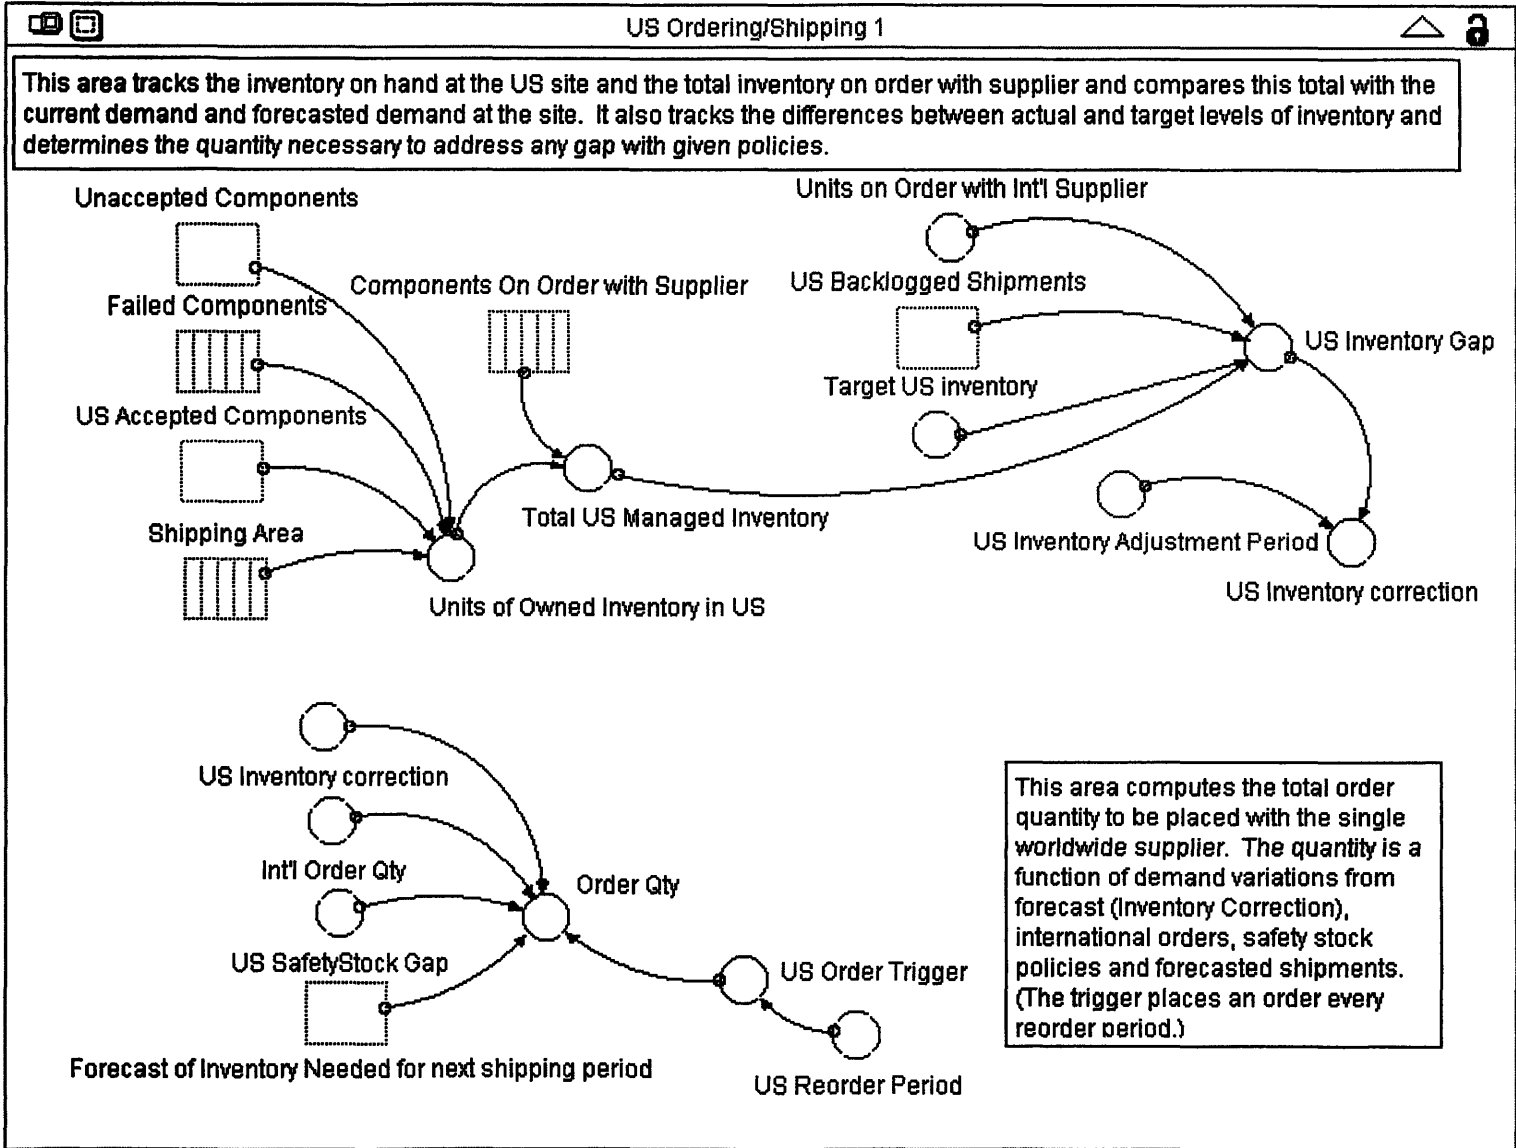 US Ordering/Shipping 1
This area tracks the inventory on hand at the US site and the total inventory on order with supplier and compares this total with the
current demand and forecasted demand at the site. It also tracks the differences between actual and target levels of inventory and
determines the quantity necessary to address any gap with given policies.
Unaccepted Components
Units on Order with Int'l Supplier
Failed Components
Components On Order with Supplier
US Backlogged Shipments
US Inventory Gap
US Accepted Components
Target US inventory
Shipping Area
Total US Managed Inventory
US Inventory Adjustment Period
Units of Owned Inventory in US
US Inventory correction
US Inventory correction
Int'l Order Qty
Order Qty
US SafetyStock Gap
US Order Trigger
Forecast of Inventory Needed for next shipping period
US Reorder Period
This area computes the total order
quantity to be placed with the single
worldwide supplier. The quantity is a
function of demand variations from
forecast (Inventory Correction),
international orders, safety stock
policies and forecasted shipments.
(The trigger places an order every
reorder period.)